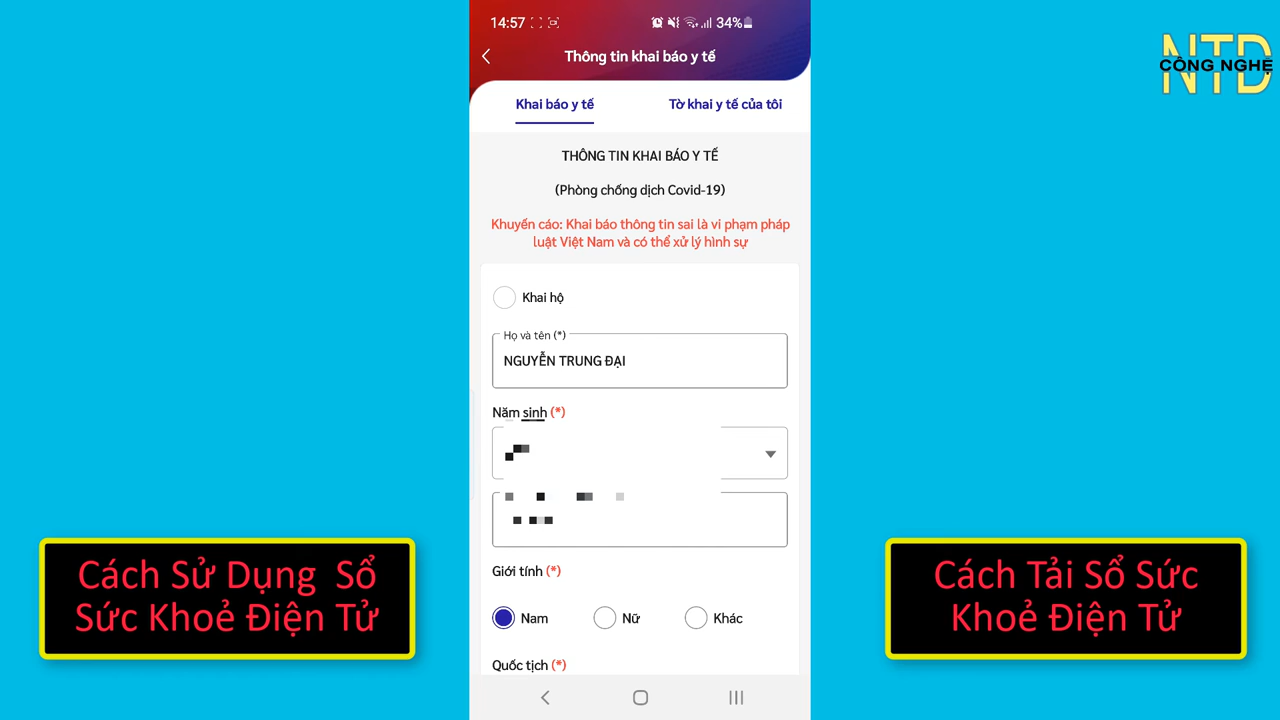 14:57
34%
NTD
CÔNG NGHỆ
Thông tin khai báo y tế
Khai báo y tế
Tờ khai y tế của tôi
THÔNG TIN KHAI BÁO Y TẾ
(Phòng chống dịch Covid-19)
Khuyến cáo: Khai báo thông tin sai là vi phạm pháp
luật Việt Nam và có thể xử lý hình sự
Khai hộ
Họ và tên (*)
NGUYỄN TRUNG ĐẠI
Năm sinh (*)
Giới tính (*)
Nam
Nữ
Khác
Quốc tịch (*)
Cách Sử Dụng Sổ
Sức Khoẻ Điện Tử
Cách Tải Sổ Sức
Khoẻ Điện Tử